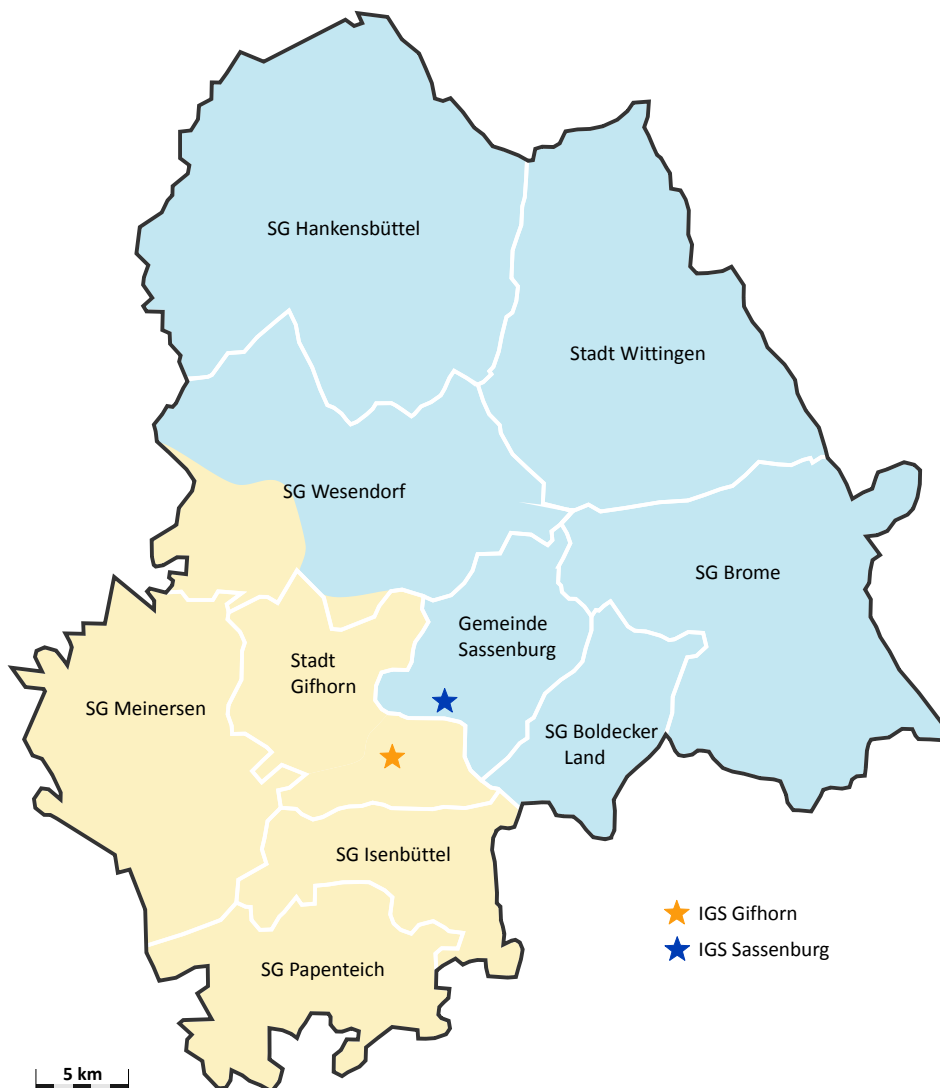 SG Hankensbüttel
Stadt Wittingen
SG Wesendorf
SG Brome
Gemeinde
Sassenburg
Stadt
Gifhorn
SG Meinersen
SG Boldecker
Land
SG Isenbüttel
IGS Gifhorn
IGS Sassenburg
SG Papenteich
5 km